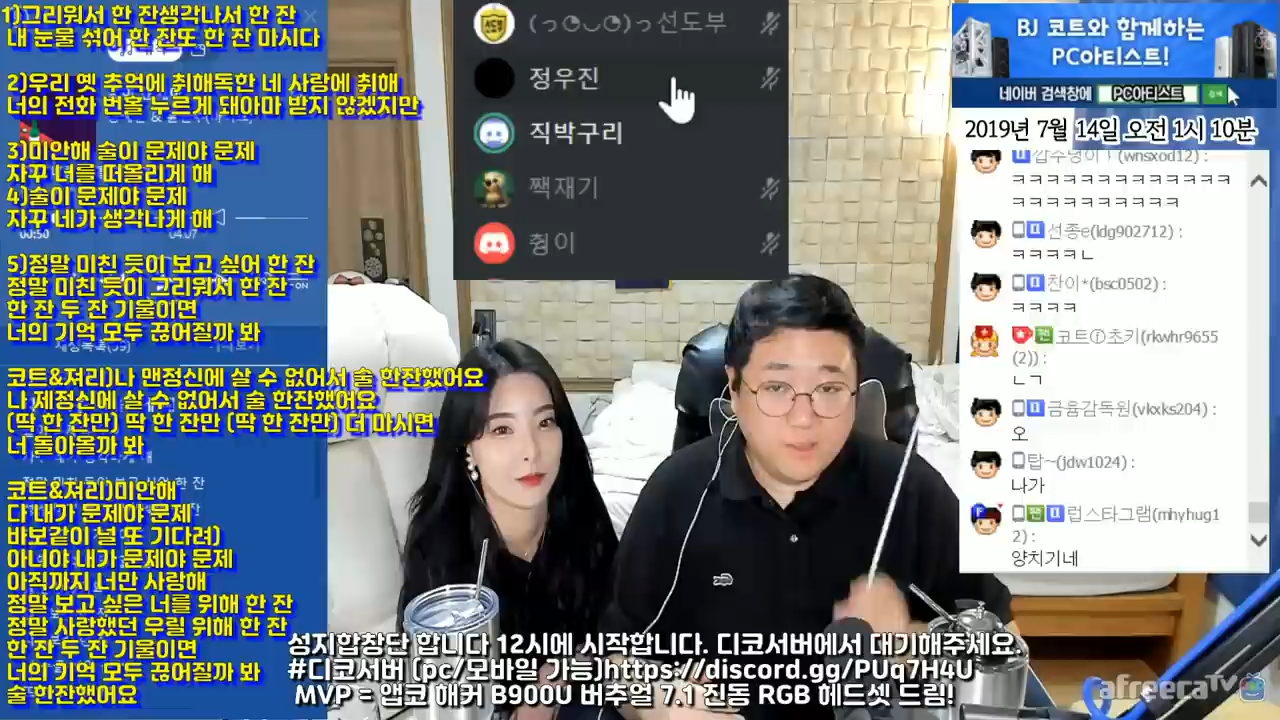 1)그리워서 한 잔생각나서 한 잔
내 눈물 섞어 한 잔또 한 잔 마시다
2)우리 옛 추억에 취해독한 네 사랑에 취해
너의 전화 번홀 누르게 돼아마 받지 않겠지만
3)미안해 술이 문제야 문제
자꾸 너를 떠올리게 해
4)술이 문제야 문제
자꾸 네가 생각나게 해
00:50
04:07
5)정말 미친 듯이 보고 싶어 한 잔
정말 미친 듯이 그리워서 한 잔
한 잔 두 잔 기울이면
너의 기억 모두 끊어질까 봐
코트&져리)나 맨정신에 살 수 없어서 술 한잔했어요
나 제정신에 살 수 없어서 술 한잔했어요
(딱 한 잔만) 딱 한 잔만 (딱 한 잔만) 더 마시면
너 돌아올까 봐
코트&져리)미안해
다 내가 문제야 문제
바보같이 널 또 기다려)
아니야 내가 문제야 문제
아직까지 너만 사랑해
정말 보고 싶은 너를 위해 한 잔
정말 사랑했던 우릴 위해 한 잔
한 잔 두 잔 기울이면
너의 기억 모두 끊어질까 봐
술 한잔했어요
(っ◔◡◔)っ선도부
정우진
직박구리
짹재기
췽이
BJ 코트와 함께하는
PC아티스트!
네이버 검색창에 PC아티스트 검색
2019년 7월 14일 오전 1시 10분
(wnsxod12) :
ㅋㅋㅋㅋㅋㅋㅋㅋㅋㅋㅋㅋㅋ
ㅋㅋㅋㅋㅋㅋㅋㅋㅋㅋ
선종e(ldg902712) :
ㅋㅋㅋㅋㄴ
찬이*(bsc0502) :
ㅋㅋㅋㅋ
팬 코트ⓕ초키(rkwhr9655
(2)) :
ㄴㄱ
금융감독원(vkxks204) :
오
탑~(jdw1024) :
나가
팬 럽스타그램(mhyhug1
2) :
양치기네
성지합창단 합니다 12시에 시작합니다. 디코서버에서 대기해주세요.
#디코서버 (pc/모바일 가능)https://discord.gg/PUq7H4U
MVP = 앱코 해커 B900U 버추얼 7.1 진동 RGB 헤드셋 드림!
afreecaTV